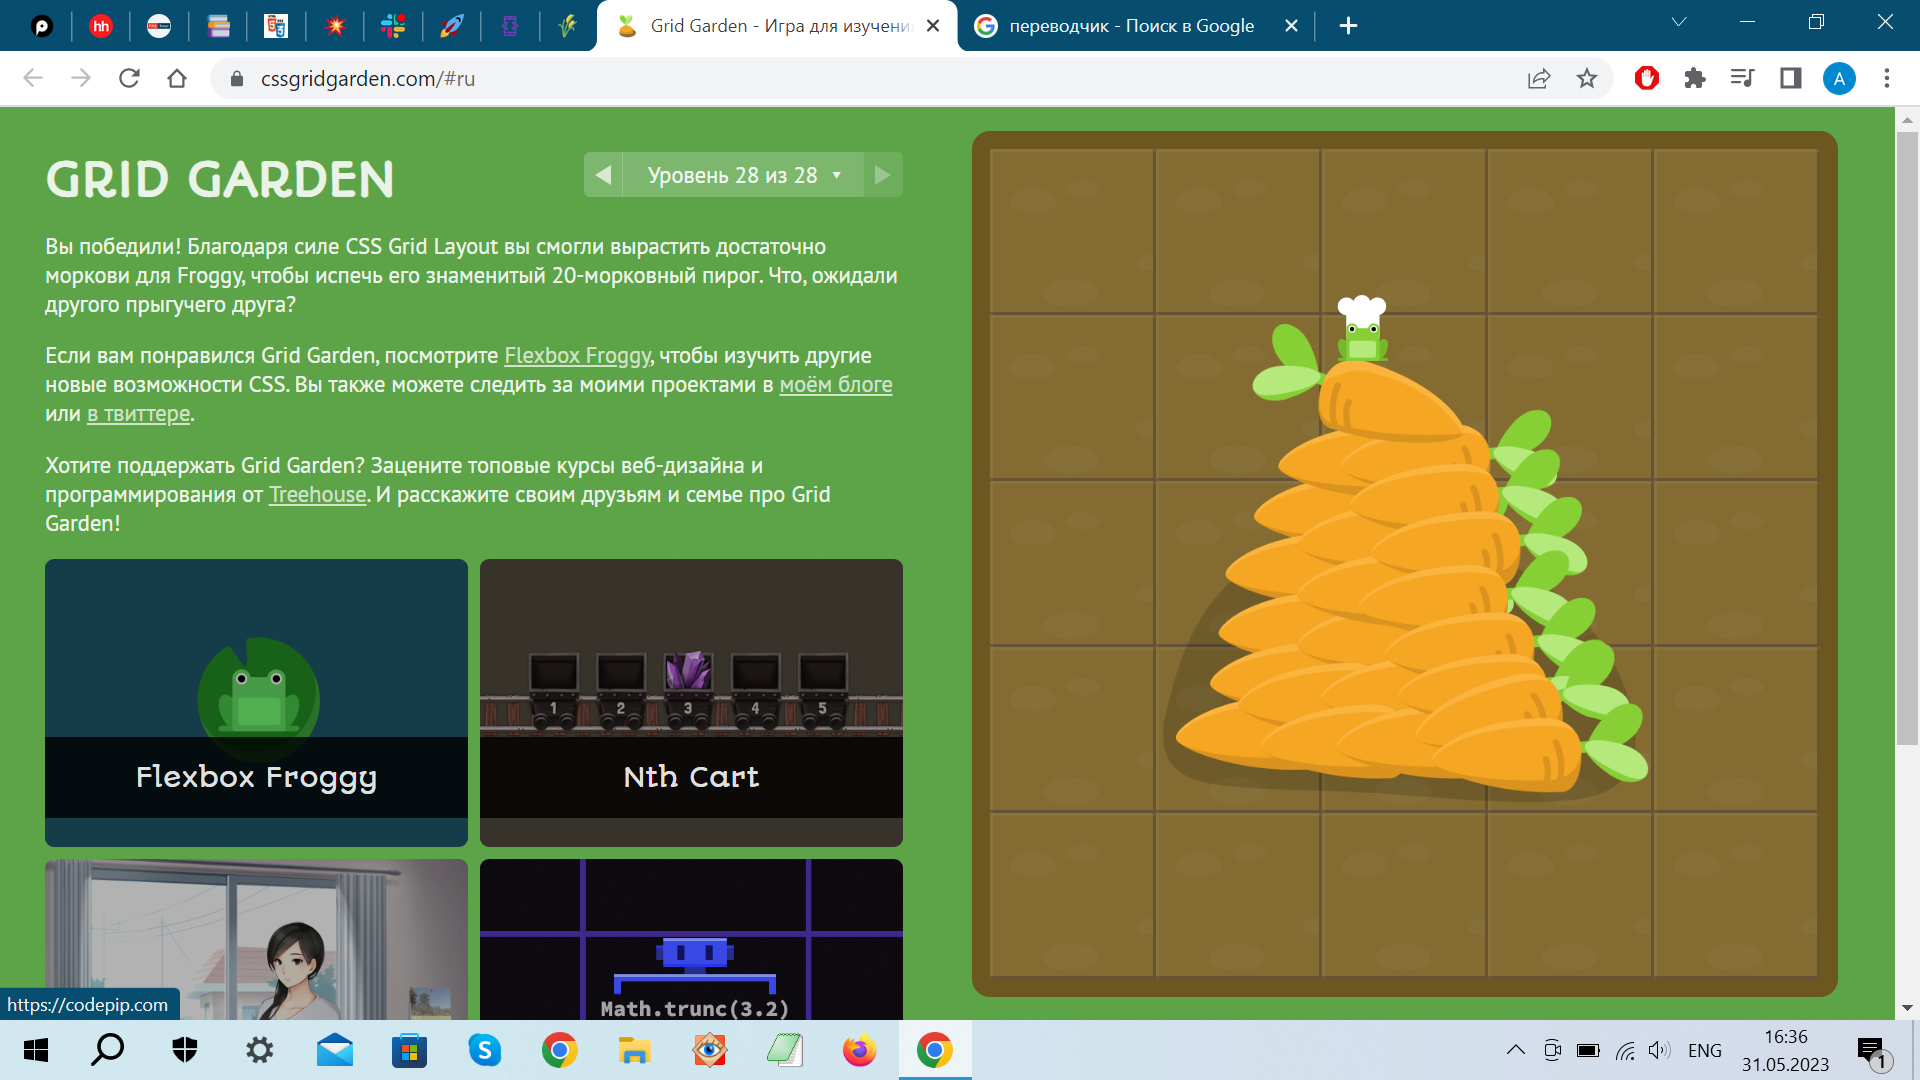 hh
Grid Garden - Игра для изучени
переводчик - Поиск в Google
cssgridgarden.com/#ru
A
GRID GARDEN
Уровень 28 из 28
Вы победили! Благодаря силе CSS Grid Layout вы смогли вырастить достаточно
моркови для Froggy, чтобы испечь его знаменитый 20-морковный пирог. Что, ожидали
другого прыгучего друга?
Если вам понравился Grid Garden, посмотрите Flexbox Froggy, чтобы изучить другие
новые возможности CSS. Вы также можете следить за моими проектами в моём блоге
или в твиттере.
Хотите поддержать Grid Garden? Зацените топовые курсы веб-дизайна и
программирования от Treehouse. И расскажите своим друзьям и семье про Grid
Garden!
1 2 3 4 5
Flexbox Froggy
Nth Cart
Math.trunc(3.2)
https://codepip.com
S
ENG
16:36
31.05.2023
1